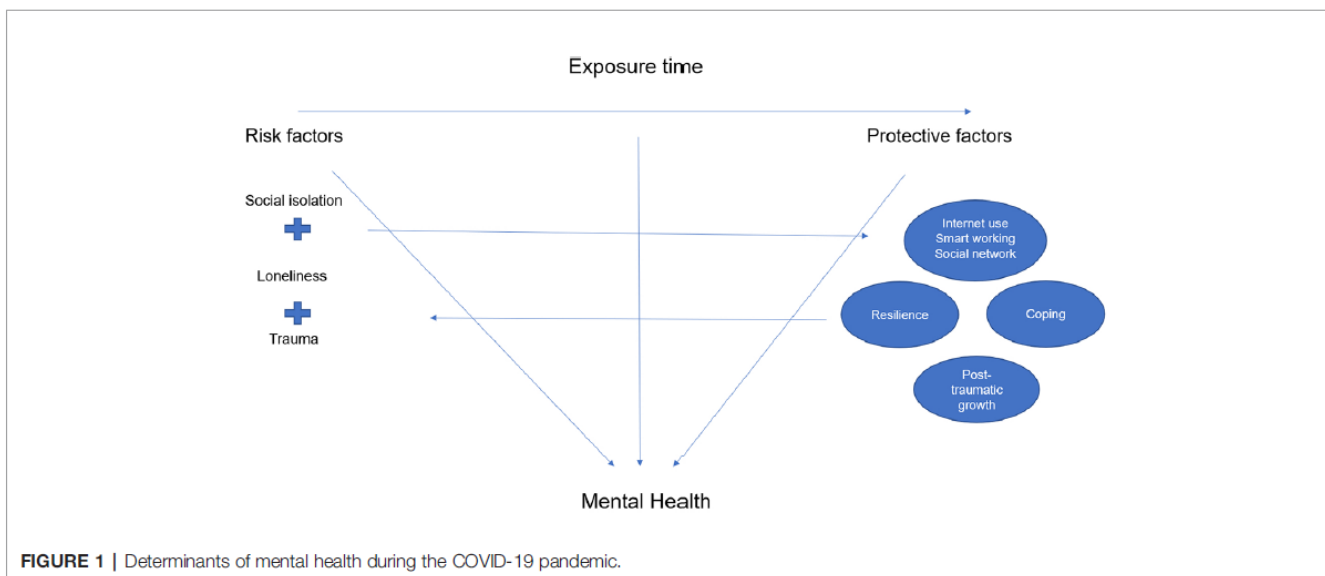 Exposure time
Risk factors
Protective factors
Social isolation
Loneliness
Trauma
Internet use
Smart working
Social network
Resilience
Coping
Post-
traumatic
growth
Mental Health
FIGURE 1 | Determinants of mental health during the COVID-19 pandemic.